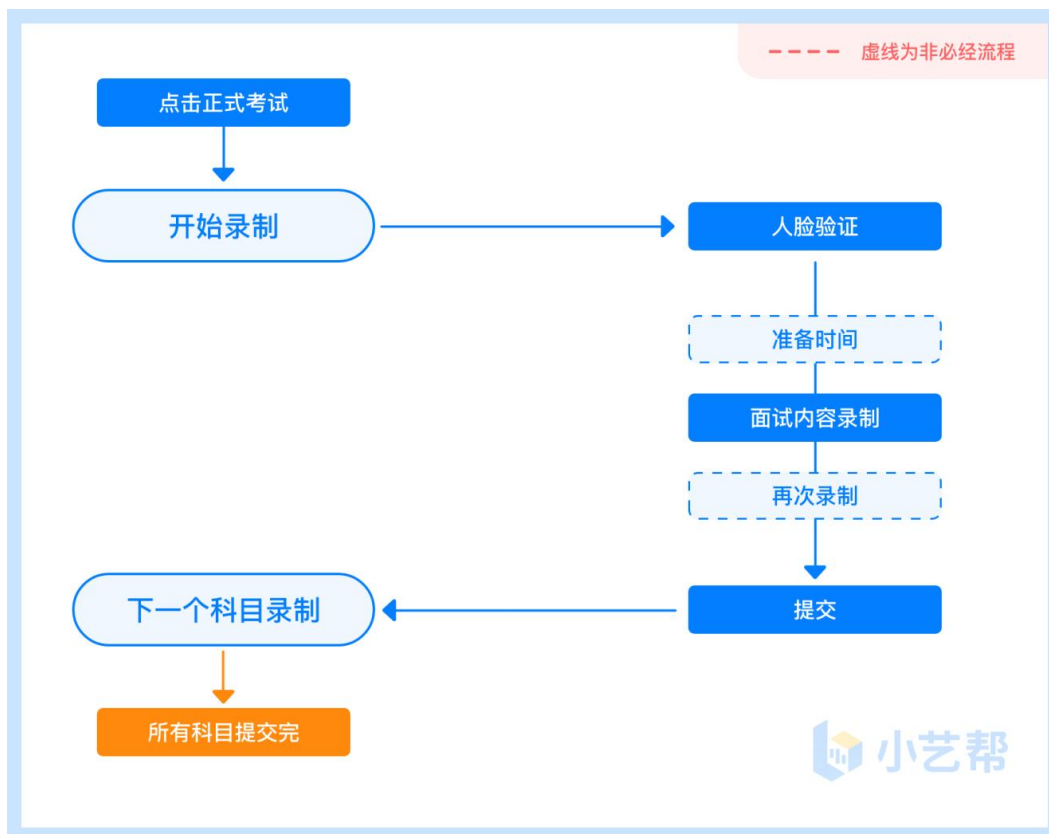 虚线为非必经流程
点击正式考试
开始录制
人脸验证
准备时间
面试内容录制
再次录制
提交
下一个科目录制
所有科目提交完
小艺帮